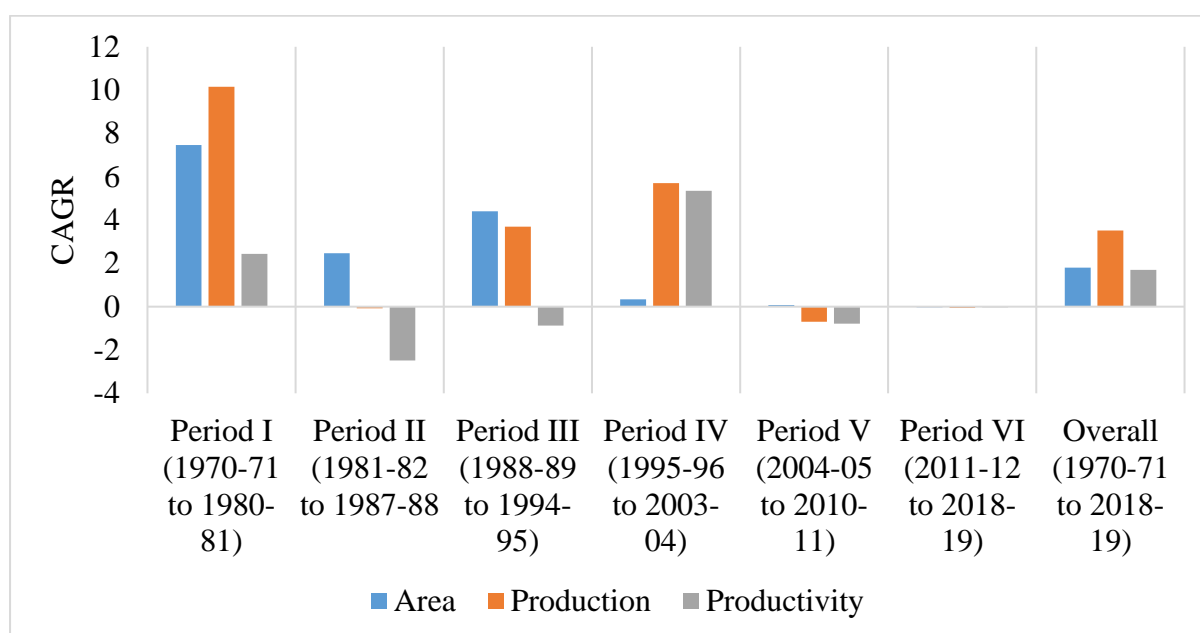 12
10
8
6
4
2
0
-2
-4
CAGR
Period I
(1970-71
to 1980-
81)
Period II
(1981-82
to 1987-88
Period III
(1988-89
to 1994-
95)
Period IV
(1995-96
to 2003-
04)
Period V
(2004-05
to 2010-
11)
Period VI
(2011-12
to 2018-
19)
Overall
(1970-71
to 2018-
19)
Area
Production
Productivity